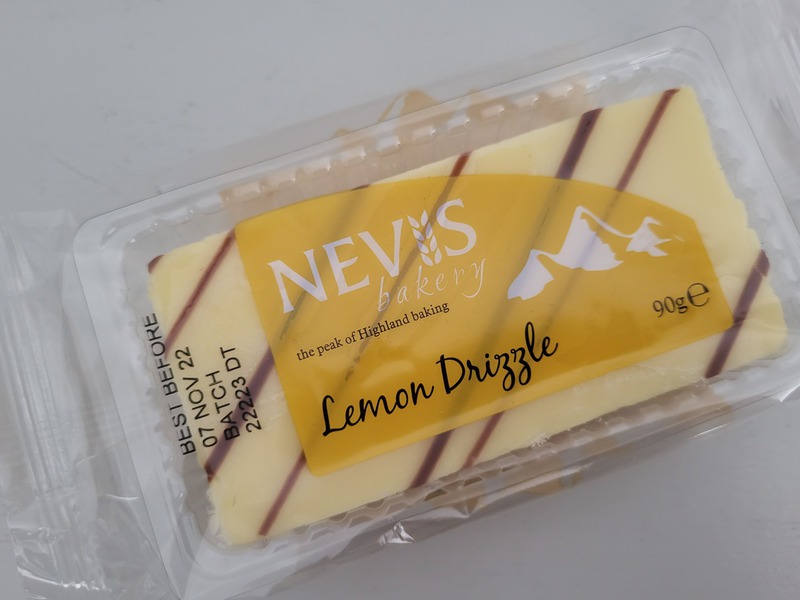 NEVIS
bakery
the peak of Highland baking
90g℮
Lemon Drizzle
BEST BEFORE
07 NOV 22
BATCH
22223 DT